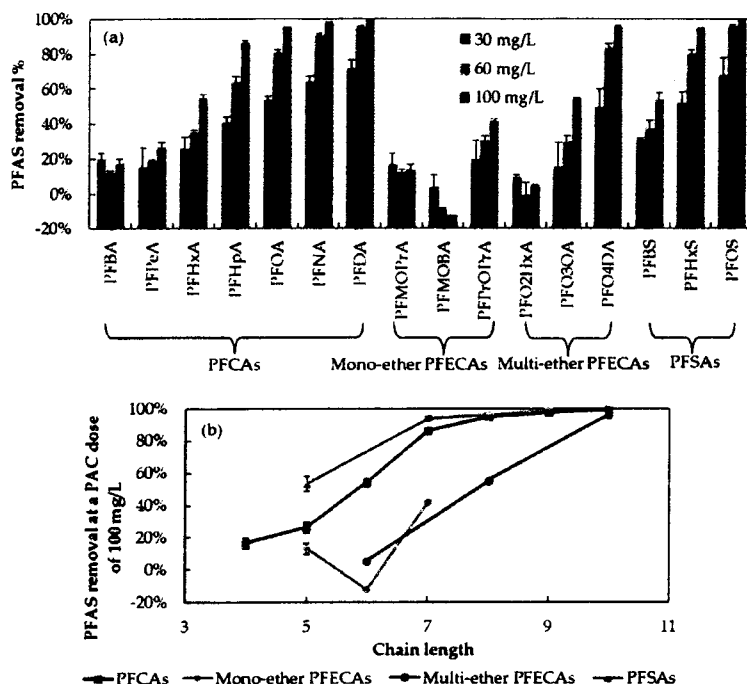 (a)
30 mg/L
60 mg/L
100 mg/L
PFAS removal %
100%
80%
60%
40%
20%
0%
-20%
PFBA
PFPeA
PFHxA
PFHpA
PFOA
PFNA
PFDA
PFMOPrA
PFMOBA
PFPrOPrA
PFO2HxA
PFO3OA
PFO4DA
PFBS
PFHxS
PFOS
PFCAs
Mono-ether PFECAs
Multi-ether PFECAs
PFSAs
(b)
PFAS removal at a PAC dose
of 100 mg/L
100%
80%
60%
40%
20%
0%
-20%
3
5
7
9
11
Chain length
PFCAs
Mono-ether PFECAs
Multi-ether PFECAs
PFSAs